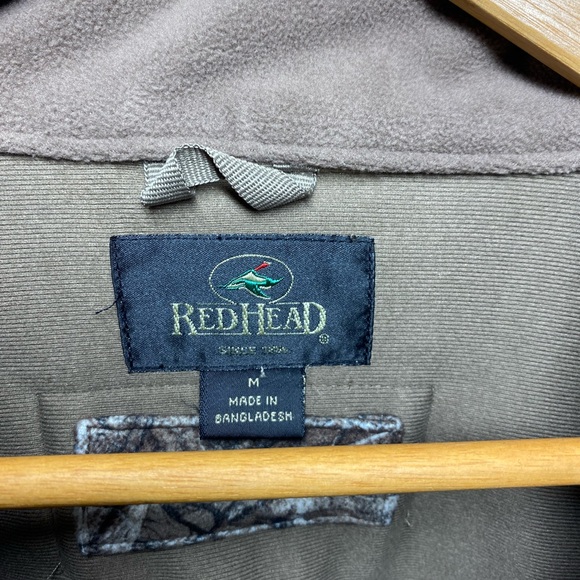 REDHEAD®
SINCE 1856
M
MADE IN
BANGLADESH